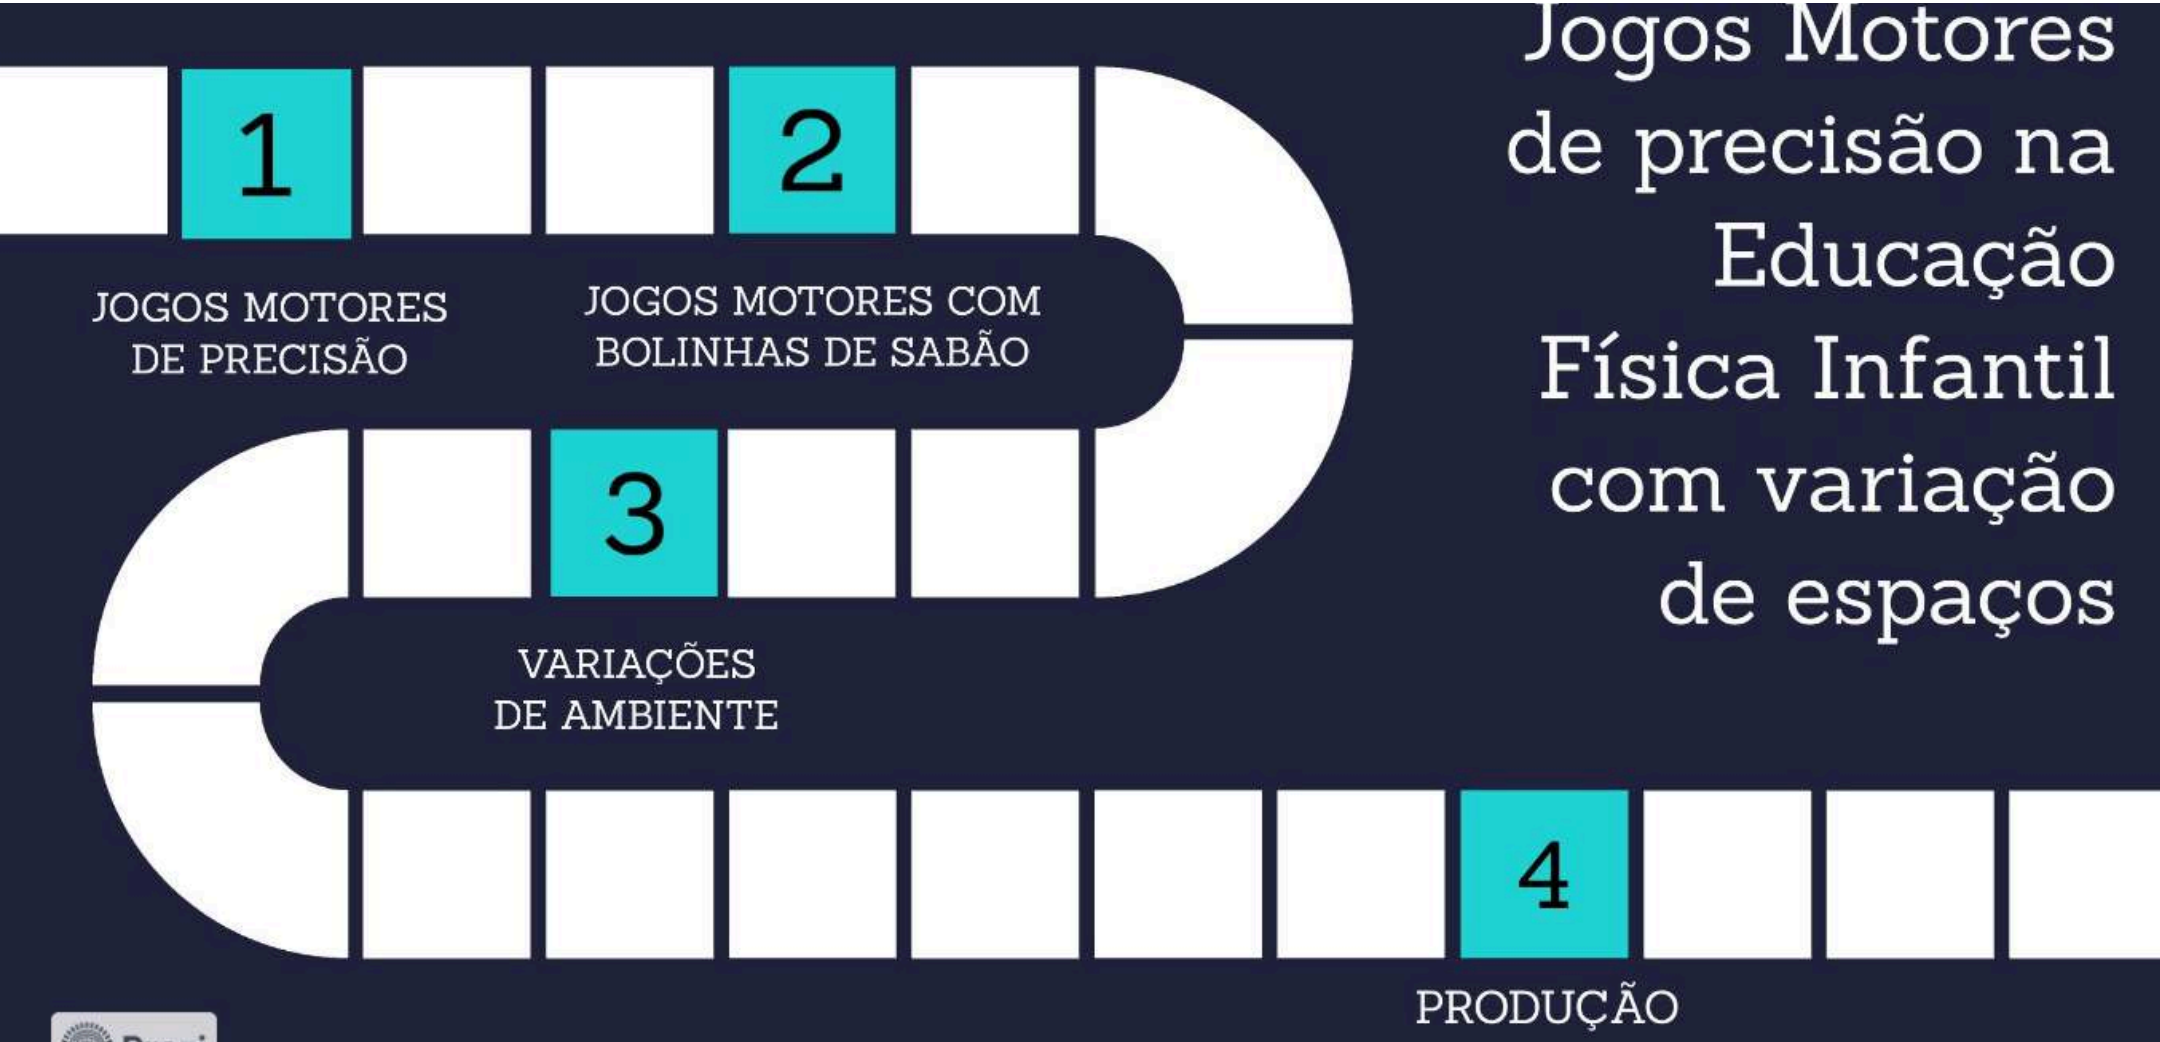 Jogos Motores
de precisão na
Educação
Física Infantil
com variação
de espaços
1
2
JOGOS MOTORES
DE PRECISÃO
JOGOS MOTORES COM
BOLINHAS DE SABÃO
3
VARIAÇÕES
DE AMBIENTE
4
PRODUÇÃO